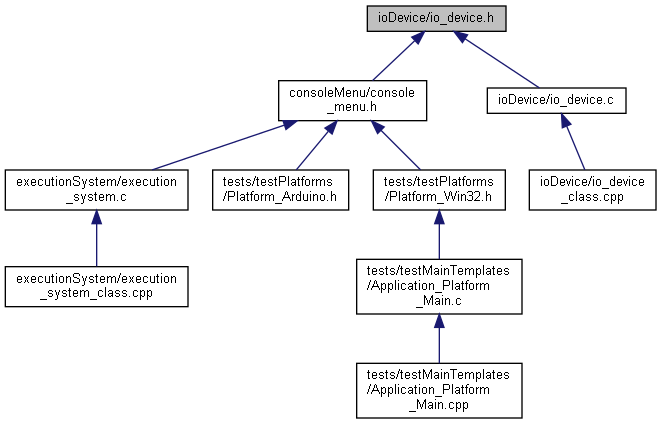 ioDevice/io_device.h
consoleMenu/console
_menu.h
ioDevice/io_device.c
executionSystem/execution
_system.c
tests/testPlatforms
/Platform_Arduino.h
tests/testPlatforms
/Platform_Win32.h
ioDevice/io_device
_class.cpp
executionSystem/execution
_system_class.cpp
tests/testMainTemplates
/Application_Platform
_Main.c
tests/testMainTemplates
/Application_Platform
_Main.cpp